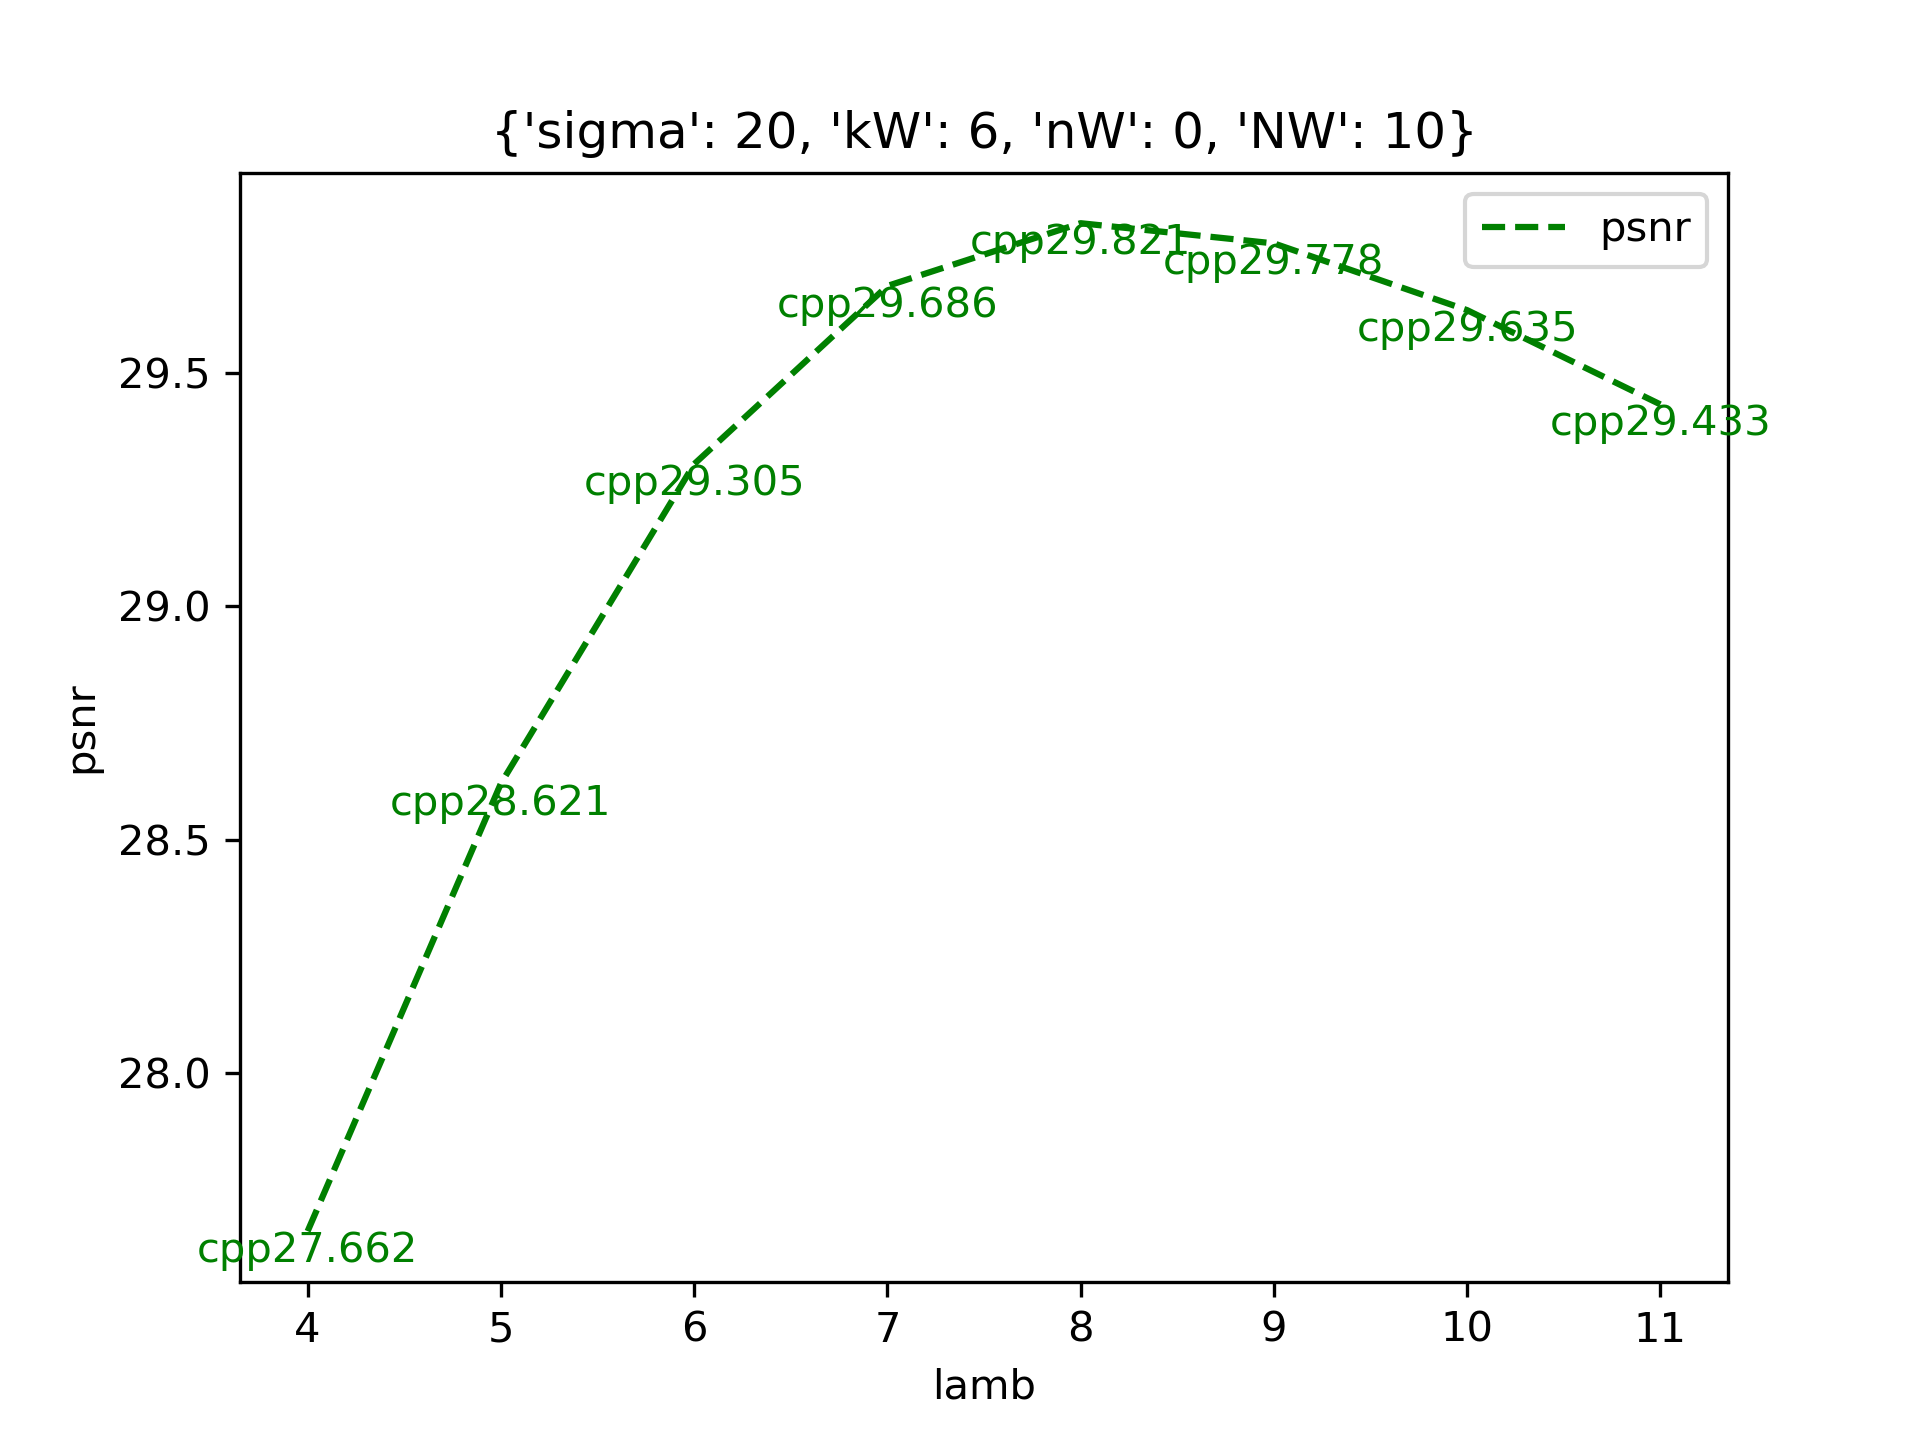 {'sigma': 20, 'kW': 6, 'nW': 0, 'NW': 10}
psnr
cpp29.821
cpp29.778
cpp29.686
cpp29.635
29.5
cpp29.433
cpp29.305
29.0
psnr
cpp28.621
28.5
28.0
cpp27.662
4 5 6 7 8 9 10 11
lamb